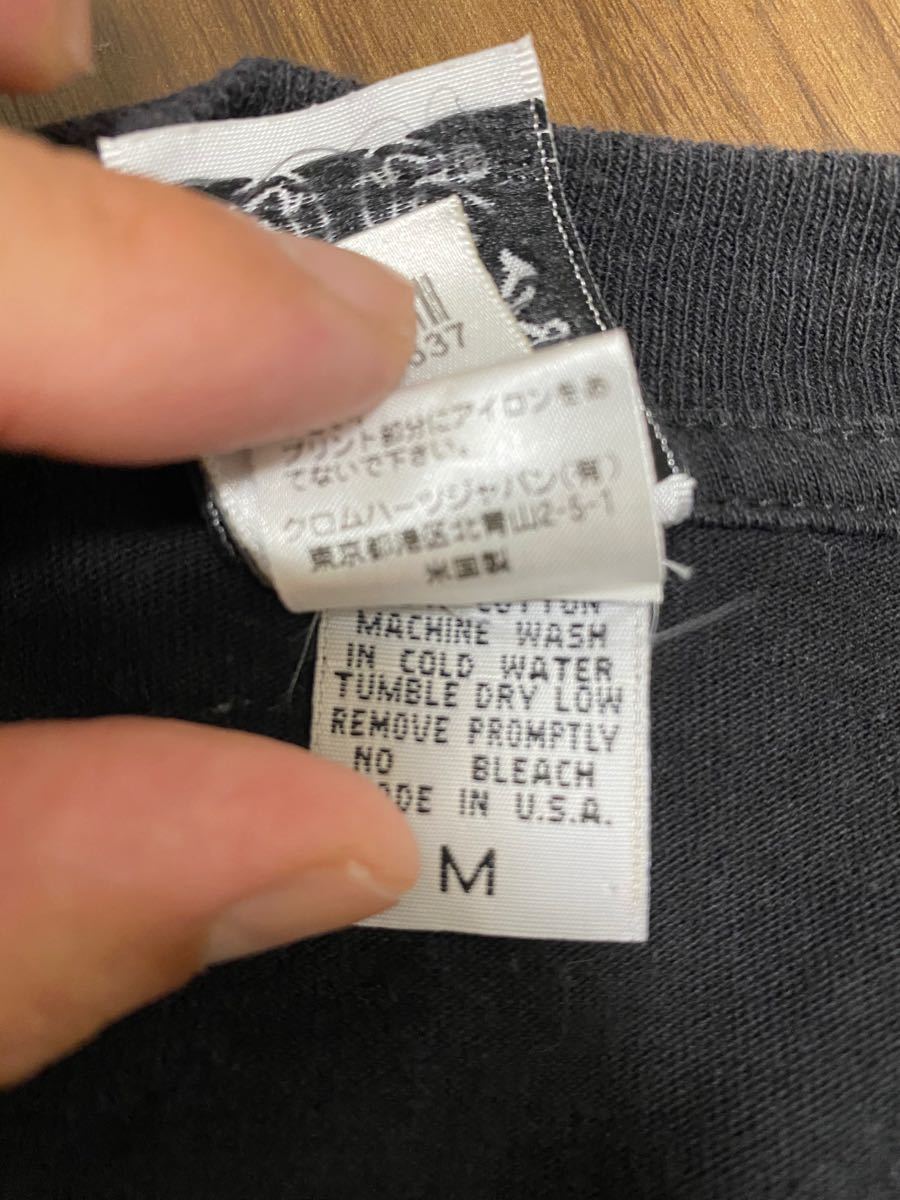 537
プリント部分にアイロンをあ
てないで下さい。
クロムハーツジャパン(有)
東京都港区北青山2-5-1
米国製
COTTON
MACHINE WASH
IN COLD WATER
TUMBLE DRY LOW
REMOVE PROMPTLY
NO BLEACH
IN U.S.A.
M